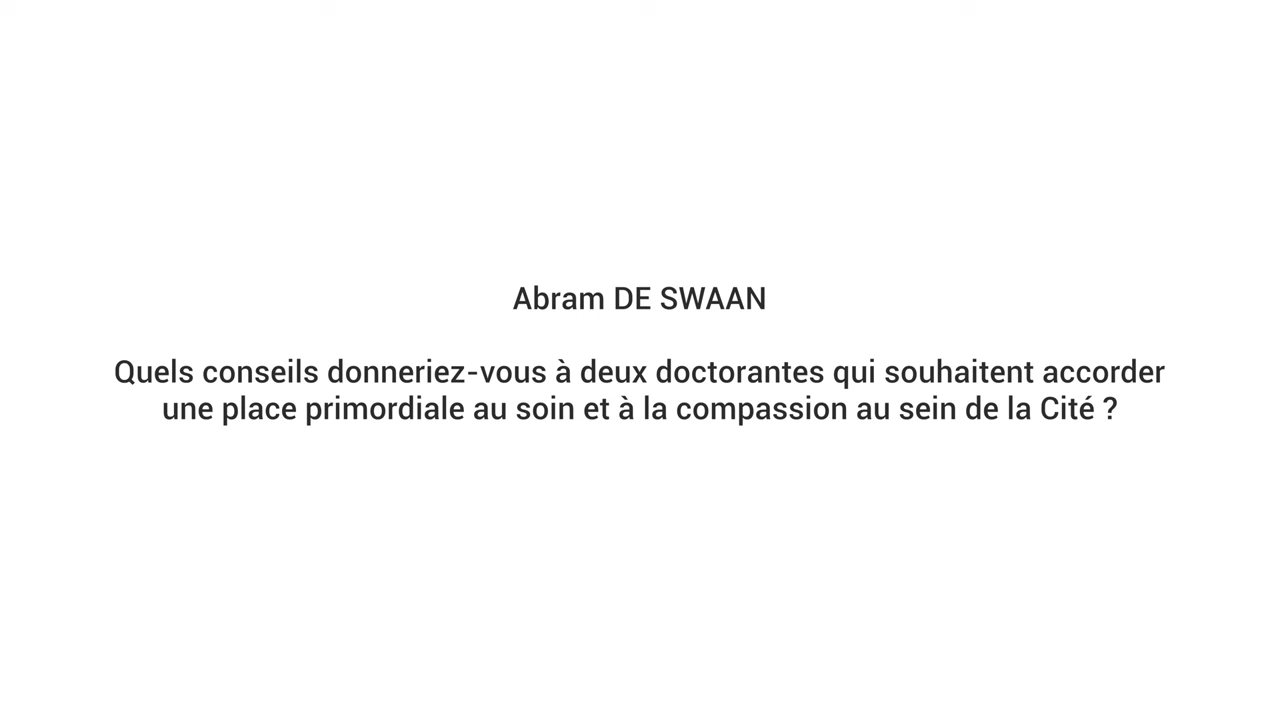 Abram DE SWAAN
Quels conseils donneriez-vous à deux doctorantes qui souhaitent accorder
une place primordiale au soin et à la compassion au sein de la Cité ?